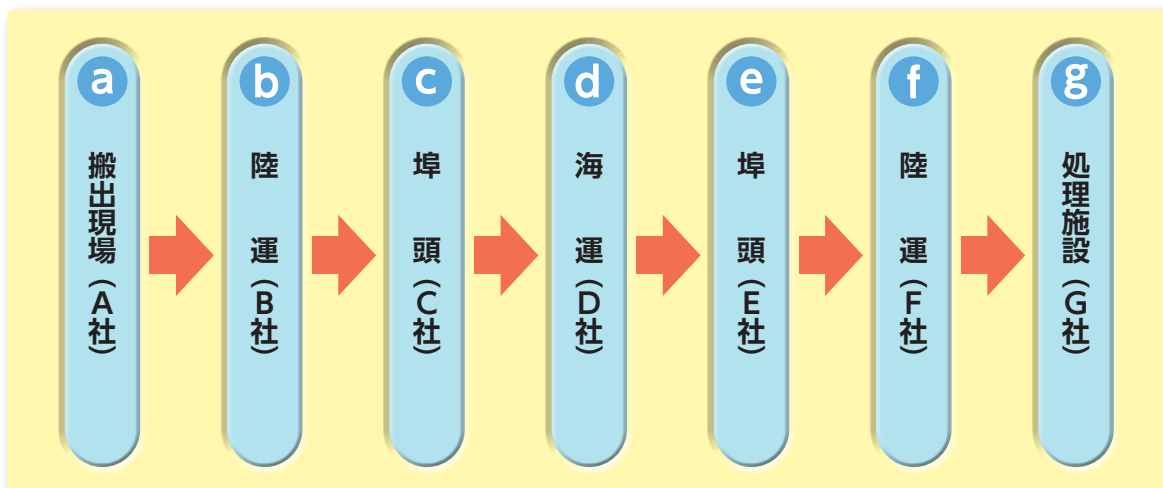 a
搬出現場（A社）
b
陸運（B社）
c
埠頭（C社）
d
海運（D社）
e
埠頭（E社）
f
陸運（F社）
g
処理施設（G社）